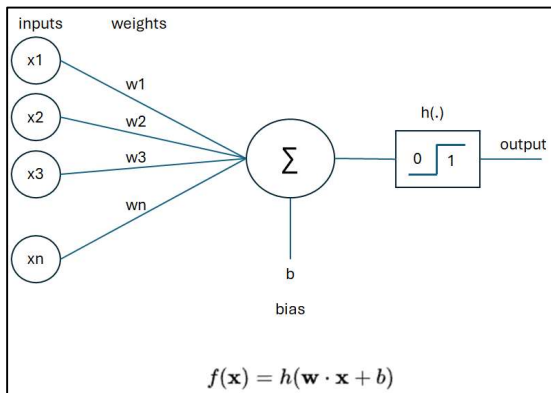 inputs weights
x1
w1
x2
w2
x3
w3
wn
xn
Σ
h(.)
0 1
output
b
bias
f(x) = h(w · x + b)